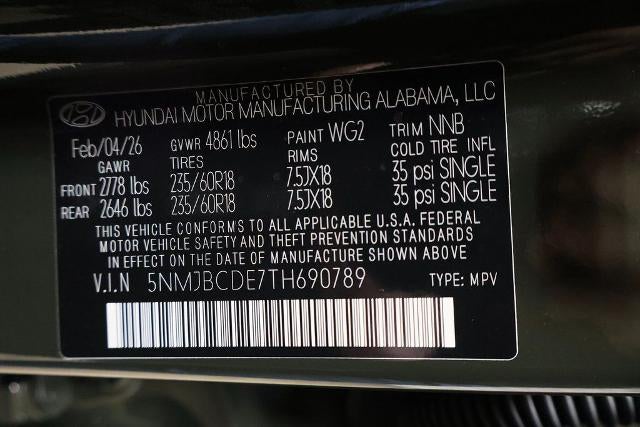 MANUFACTURED BY
HYUNDAI MOTOR MANUFACTURING ALABAMA, LLC
Feb/04/26 GVWR 4861 lbs PAINT WG2 TRIM NNB
GAWR TIRES RIMS COLD TIRE INFL
FRONT 2778 lbs 235/60R18 7.5JX18 35 psi SINGLE
REAR 2646 lbs 235/60R18 7.5JX18 35 psi SINGLE
THIS VEHICLE CONFORMS TO ALL APPLICABLE U.S.A. FEDERAL
MOTOR VEHICLE SAFETY AND THEFT PREVENTION STANDARDS
IN EFFECT ON THE DATE OF MANUFACTURE SHOWN ABOVE.
V.I.N 5NMJBCDE7TH690789 TYPE: MPV